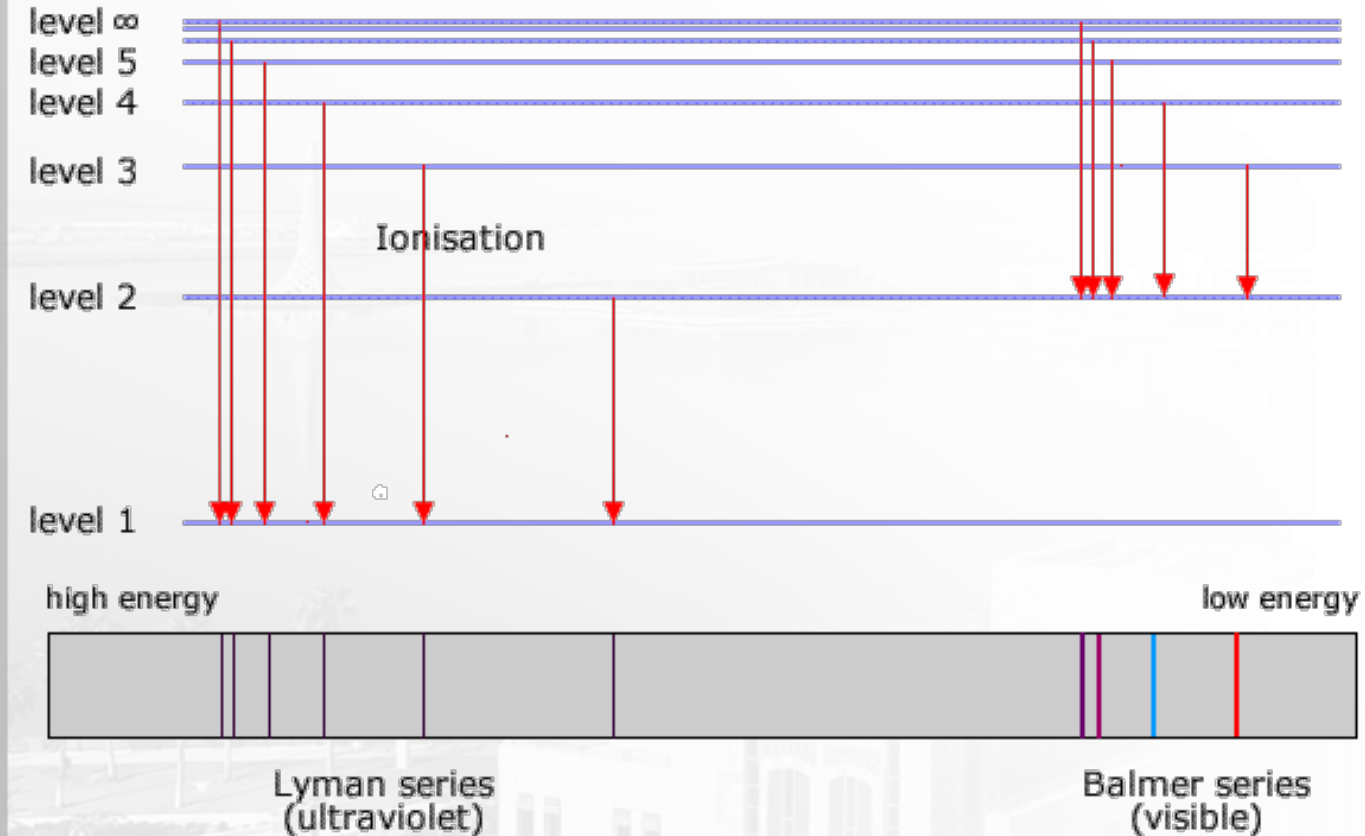 level ∞
level 5
level 4
level 3
Ionisation
level 2
level 1
high energy
low energy
Lyman series
(ultraviolet)
Balmer series
(visible)